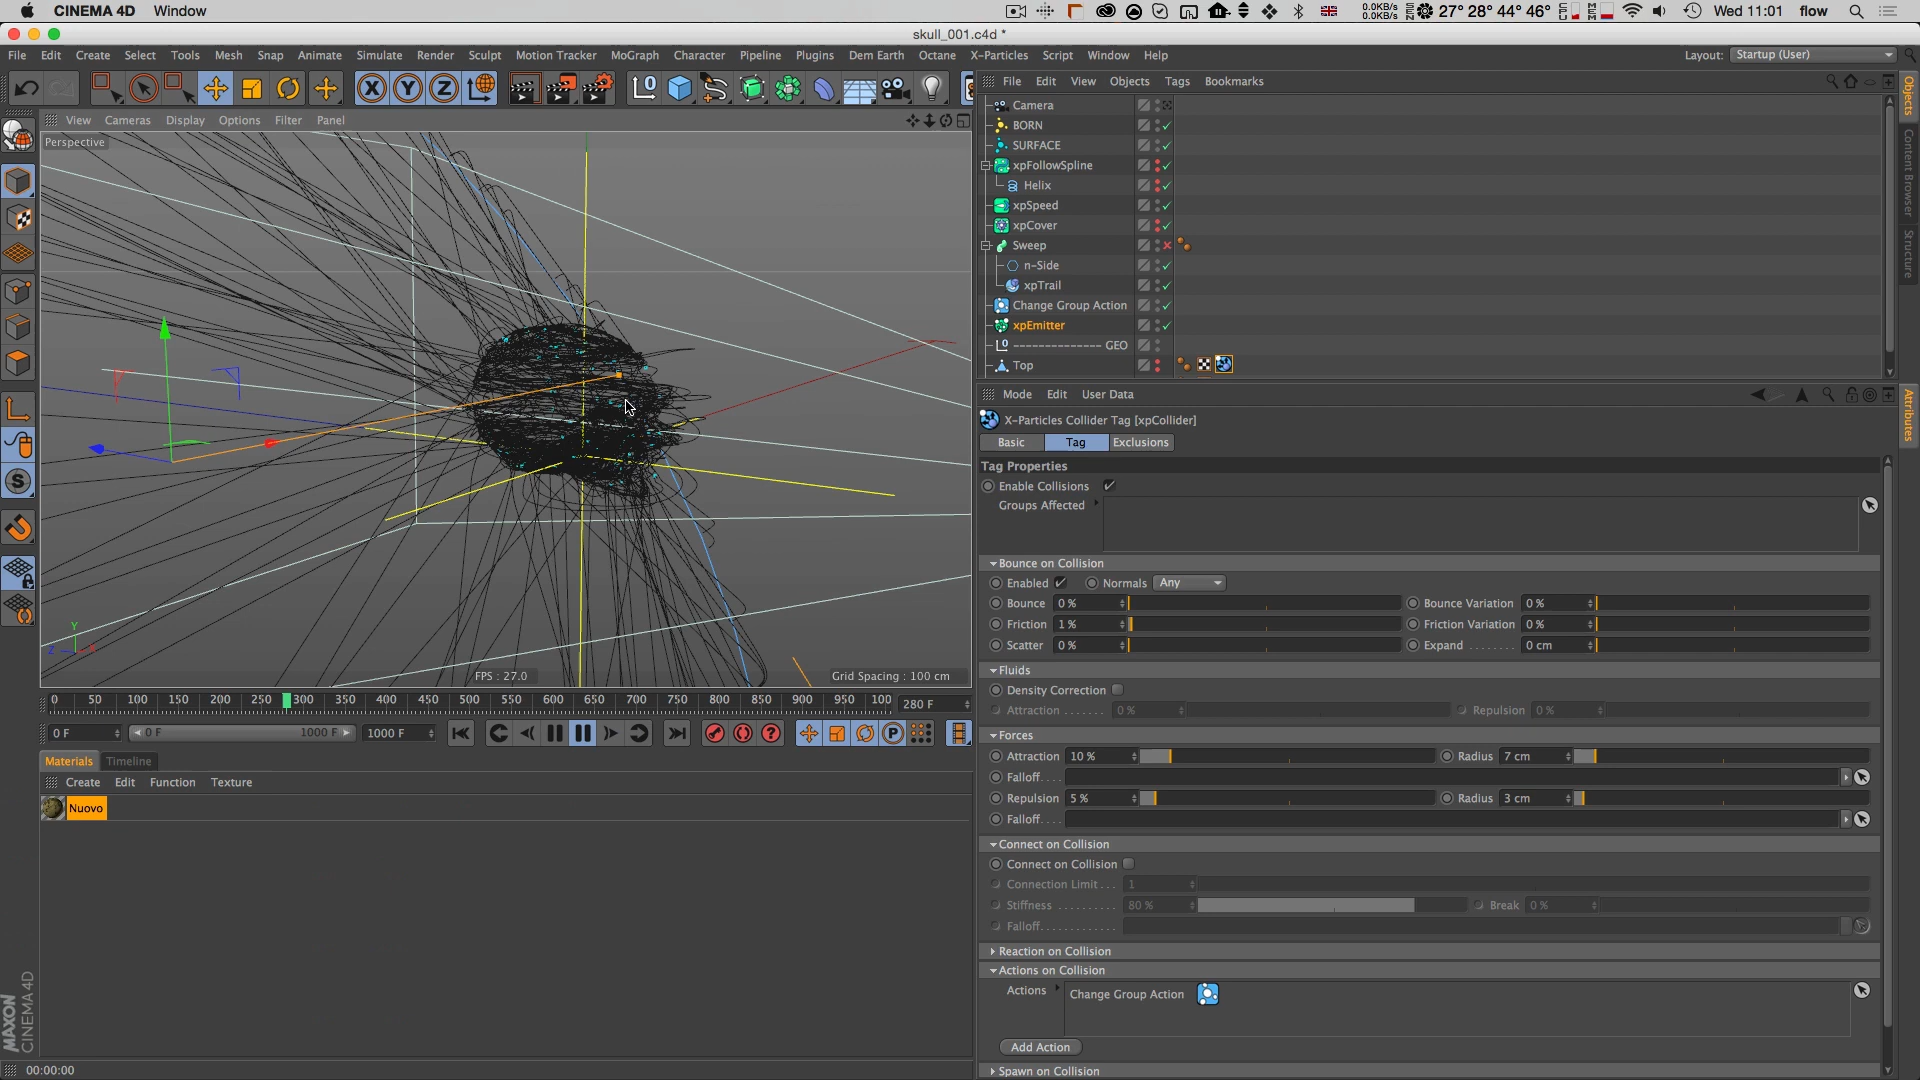 CINEMA 4D Window
0.0KB/s
0.0KB/s
27° 28° 44° 46°
Wed 11:01 flow
skull_001.c4d *
File Edit Create Select Tools Mesh Snap Animate Simulate Render Sculpt Motion Tracker MoGraph Character Pipeline Plugins Dem Earth Octane X-Particles Script Window Help
Layout: Startup (User)
File Edit View Objects Tags Bookmarks
View Cameras Display Options Filter Panel
Perspective
Camera
BORN
SURFACE
xpFollowSpline
Helix
xpSpeed
xpCover
Sweep
n-Side
xpTrail
Change Group Action
xpEmitter
-------------- GEO
Top
Objects
Content Browser
Structure
Attributes
Mode Edit User Data
X-Particles Collider Tag [xpCollider]
Basic Tag Exclusions
Tag Properties
Enable Collisions
Groups Affected
Bounce on Collision
Enabled Normals Any
Bounce 0 % Bounce Variation 0 %
Friction 1 % Friction Variation 0 %
Scatter 0 % Expand ........ 0 cm
Fluids
Density Correction
Attraction ....... 0 % Repulsion 0 %
Forces
Attraction 10 % Radius 7 cm
Falloff....
Repulsion 5 % Radius 3 cm
Falloff....
Connect on Collision
Connect on Collision
Connection Limit... 1
Stiffness .......... 80 % Break 0 %
Falloff.............
Reaction on Collision
Actions on Collision
Actions Change Group Action
Add Action
Spawn on Collision
Y
Z X
FPS : 27.0
Grid Spacing : 100 cm
0 50 100 150 200 250 300 350 400 450 500 550 600 650 700 750 800 850 900 950 100
280 F
0 F 0 F 1000 F 1000 F
Materials Timeline
Create Edit Function Texture
Nuovo
MAXON
CINEMA 4D
00:00:00